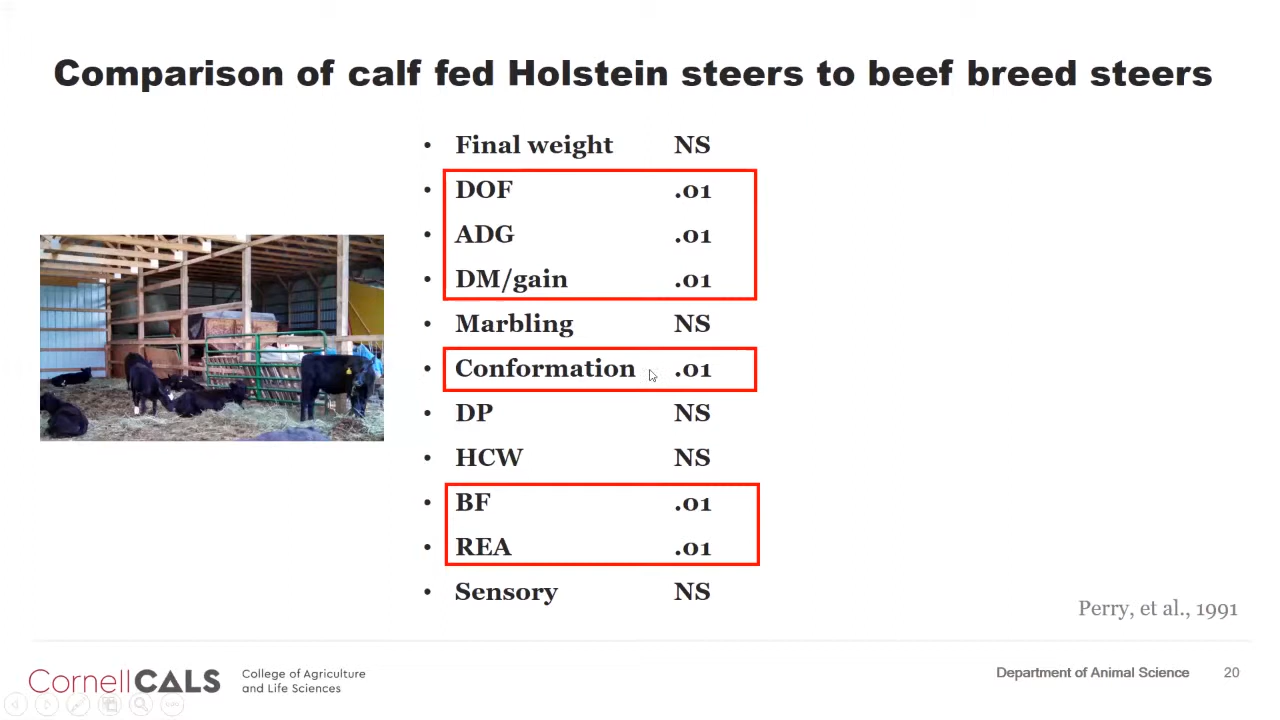 Comparison of calf fed Holstein steers to beef breed steers
• Final weight NS
• DOF .01
• ADG .01
• DM/gain .01
• Marbling NS
• Conformation .01
• DP NS
• HCW NS
• BF .01
• REA .01
• Sensory NS
Perry, et al., 1991
CornellCALS
College of Agriculture
and Life Sciences
Department of Animal Science 20